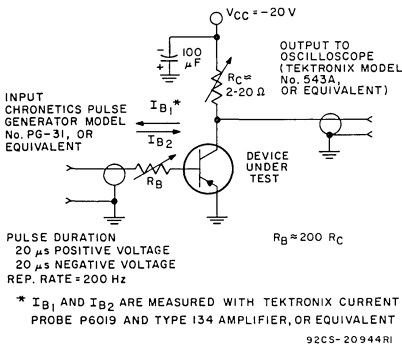 VCC = -20 V
-
+
100
μF
RC ≈
2-20 Ω
OUTPUT TO
OSCILLOSCOPE
(TEKTRONIX MODEL
No. 543A,
OR EQUIVALENT)
INPUT
CHRONETICS PULSE
GENERATOR MODEL
No. PG-31, OR
EQUIVALENT
IB1*
IB2
RB
DEVICE
UNDER
TEST
PULSE DURATION
20 μs POSITIVE VOLTAGE
20 μs NEGATIVE VOLTAGE
REP. RATE = 200 Hz
RB ≈ 200 RC
* IB1 AND IB2 ARE MEASURED WITH TEKTRONIX CURRENT
PROBE P6019 AND TYPE 134 AMPLIFIER, OR EQUIVALENT
92CS-20944R1